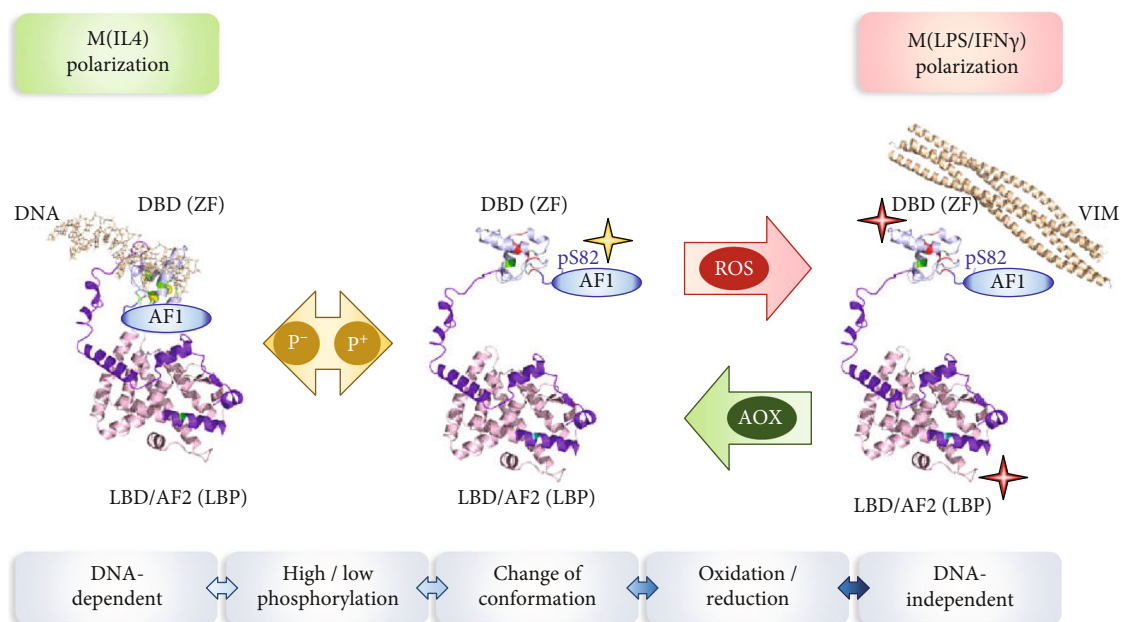 M(IL4)
polarization
M(LPS/IFNγ)
polarization
DNA
DBD (ZF)
AF1
LBD/AF2 (LBP)
P⁻
P⁺
DBD (ZF)
pS82
AF1
LBD/AF2 (LBP)
ROS
AOX
DBD (ZF)
VIM
pS82
AF1
LBD/AF2 (LBP)
DNA-
dependent
High / low
phosphorylation
Change of
conformation
Oxidation /
reduction
DNA-
independent